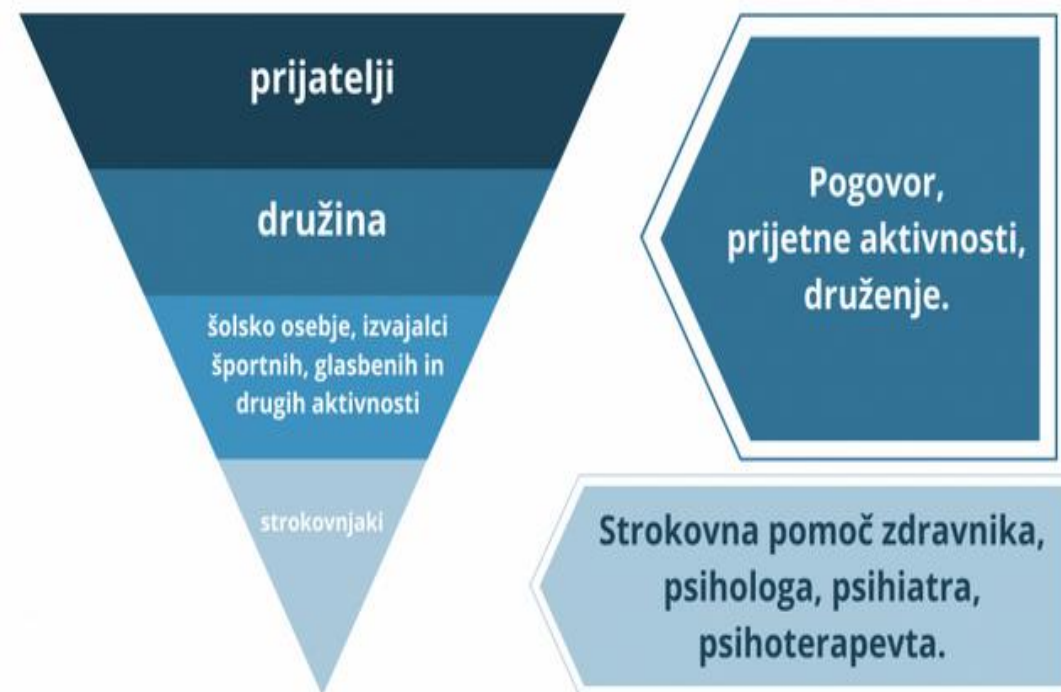 prijatelji
družina
šolsko osebje, izvajalci
športnih, glasbenih in
drugih aktivnosti
strokovnjaki
Pogovor,
prijetne aktivnosti,
druženje.
Strokovna pomoč zdravnika,
psihologa, psihiatra,
psihoterapevta.